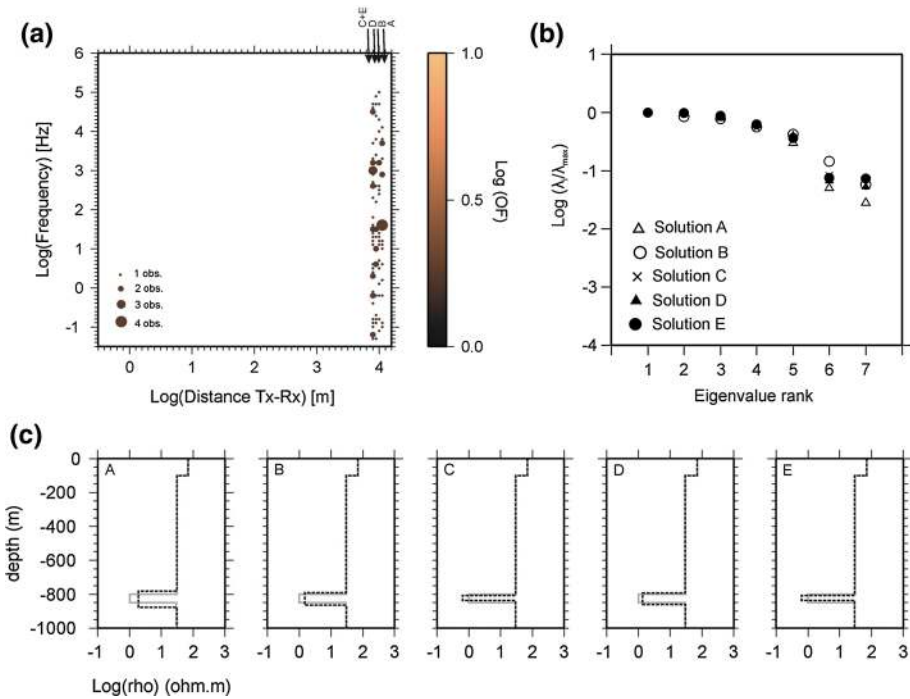 (a)
C+E
D
B
A
6
5
4
3
2
1
0
-1
Log(Frequency) [Hz]
1 obs.
2 obs.
3 obs.
4 obs.
0 1 2 3 4
Log(Distance Tx-Rx) [m]
1.0
0.5
0.0
Log (OF)
(b)
1
0
-1
-2
-3
-4
Log (λ/λmax)
Solution A
Solution B
Solution C
Solution D
Solution E
1 2 3 4 5 6 7
Eigenvalue rank
(c)
0
-200
-400
-600
-800
-1000
depth (m)
A
B
C
D
E
-1 0 1 2 3
-1 0 1 2 3
-1 0 1 2 3
-1 0 1 2 3
-1 0 1 2 3
Log(rho) (ohm.m)